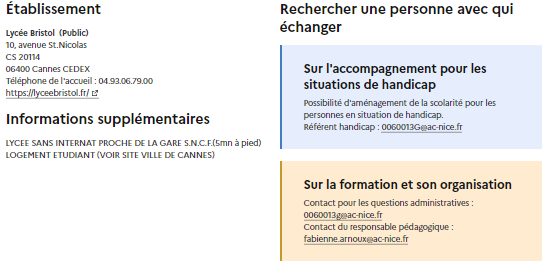 Établissement
Lycée Bristol (Public)
10, avenue St.Nicolas
CS 20114
06400 Cannes CEDEX
Téléphone de l'accueil : 04.93.06.79.00
https://lyceebristol.fr/
Informations supplémentaires
LYCEE SANS INTERNAT PROCHE DE LA GARE S.N.C.F.(5mn à pied)
LOGEMENT ETUDIANT (VOIR SITE VILLE DE CANNES)
Rechercher une personne avec qui
échanger
Sur l'accompagnement pour les
situations de handicap
Possibilité d'aménagement de la scolarité pour les
personnes en situation de handicap.
Référent handicap : 0060013G@ac-nice.fr
Sur la formation et son organisation
Contact pour les questions administratives :
0060013g@ac-nice.fr
Contact du responsable pédagogique :
fabienne.arnoux@ac-nice.fr